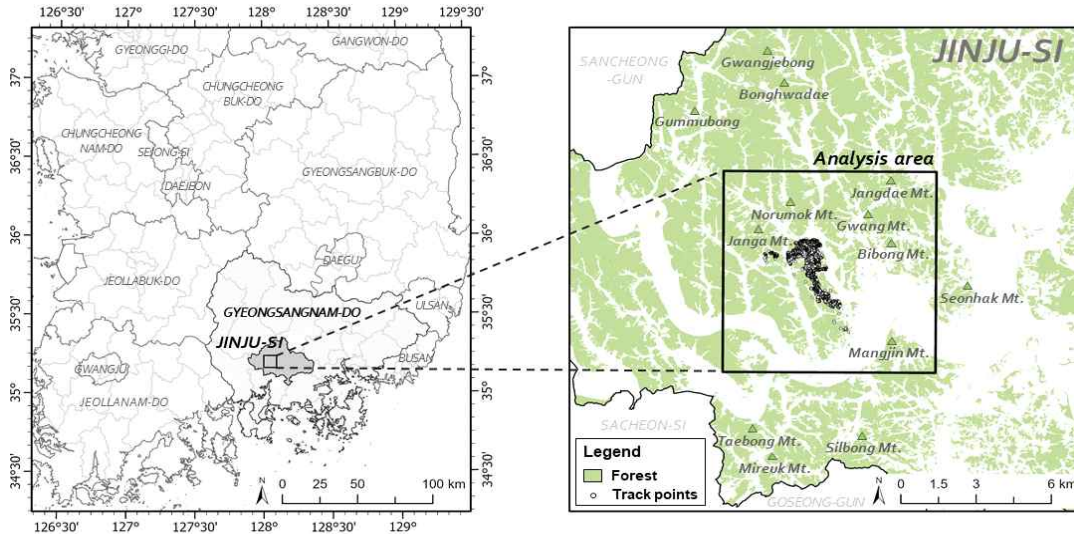 126°30' 127° 127°30' 128° 128°30' 129° 129°30'
37°
36°30'
36°
35°30'
35°
34°30'
GYEONGGI-DO
GANGWON-DO
CHUNGCHEONG
BUK-DO
CHUNGCHEONG
NAM-DO
SEJONG-SI
DAEJEON
GYEONGSANGBUK-DO
JEOLLABUK-DO
DAEGU
ULSAN
GYEONGSANGNAM-DO
JINJU-SI
BUSAN
GWANGJU
JEOLLANAM-DO
N
0 25 50 100 km
37°
36°30'
36°
35°30'
35°
34°30'
126°30' 127° 127°30' 128° 128°30' 129°
JINJU-SI
SANCHEONG
-GUN
Gwangjebong
Bonghwadae
Gummubong
Analysis area
Jangdae Mt.
Norumok Mt.
Gwang Mt.
Janga Mt.
Bibong Mt.
Seonhak Mt.
Mangjin Mt.
SACHEON-SI
Taebong Mt.
Silbong Mt.
Mireuk Mt.
GOSEONG-GUN
Legend
Forest
Track points
N
0 1.5 3 6 km